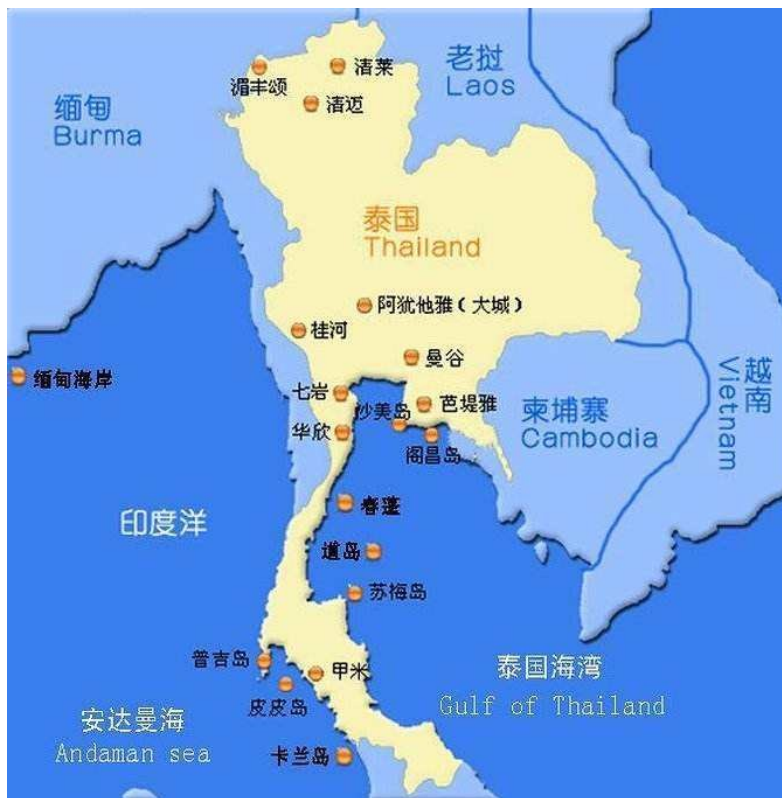 清莱
湄丰颂
清迈
老挝
Laos
缅甸
Burma
泰国
Thailand
阿犹他雅（大城）
桂河
曼谷
缅甸海岸
七岩
沙美岛
芭堤雅
华欣
阁昌岛
越南
Vietnam
柬埔寨
Cambodia
春蓬
印度洋
道岛
苏梅岛
普吉岛
甲米
皮皮岛
泰国海湾
Gulf of Thailand
安达曼海
Andaman sea
卡兰岛